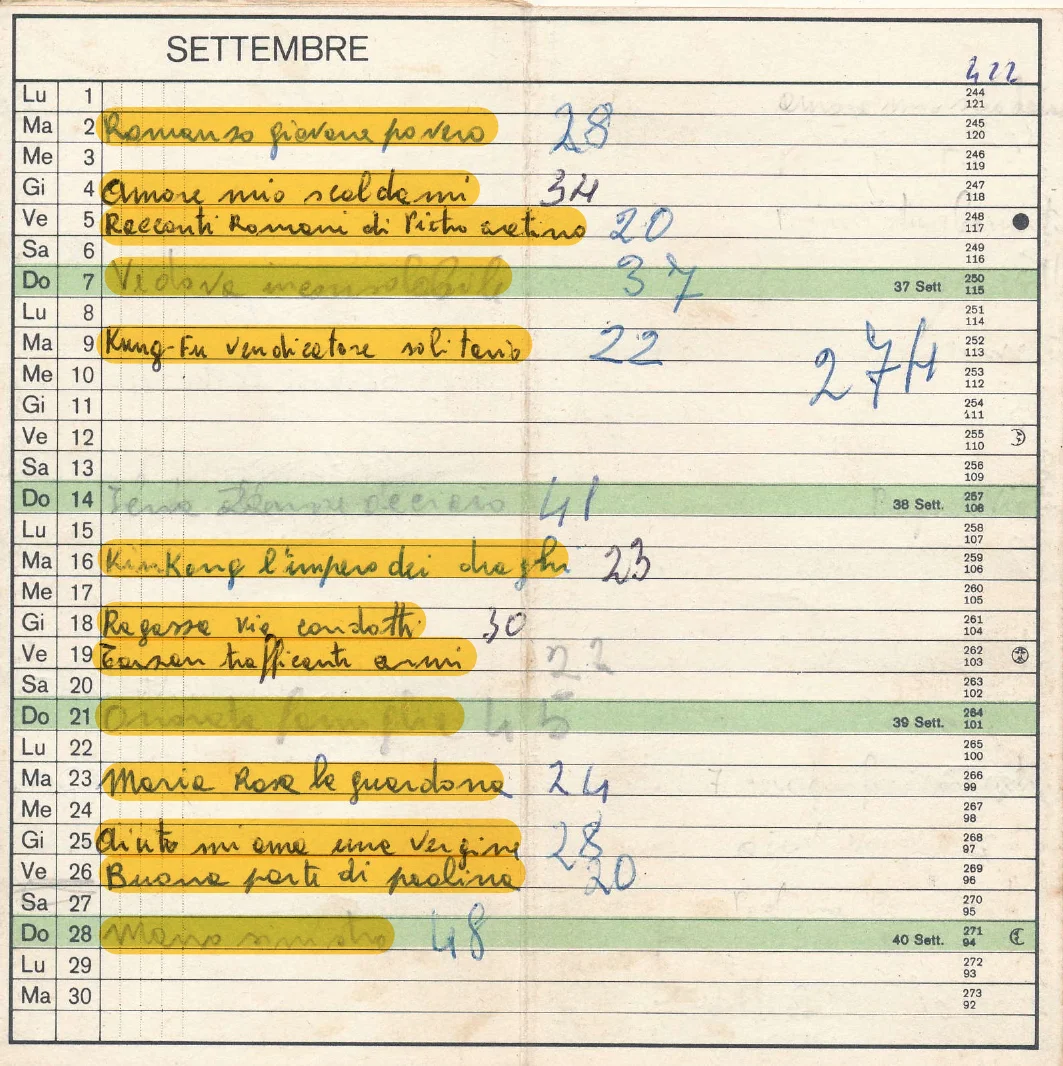 SETTEMBRE
422
Lu 1 244 121
Ma 2 Romanzo giovane povero 28 245 120
Me 3 246 119
Gi 4 amore mio scaldami 34 247 118
Ve 5 Racconti Romani di Pietro aretino 20 248 117
Sa 6 249 116
Do 7 Vedova inconsolabile 37 37 Sett 250 115
Lu 8 251 114
Ma 9 Kung-Fu vendicatore solitario 22 252 113
274
Me 10 253 112
Gi 11 254 111
Ve 12 255 110
Sa 13 256 109
Do 14 41 38 Sett. 257 108
Lu 15 258 107
Ma 16 KinKong l'impero dei draghi 23 259 106
Me 17 260 105
Gi 18 Ragazza via condotti 30 261 104
Ve 19 Tarzan trafficanti armi 22 262 103
Sa 20 263 102
Do 21 Onorata famiglia 45 39 Sett. 264 101
Lu 22 265 100
Ma 23 Maria Rosa la guardona 24 266 99
Me 24 267 98
Gi 25 aiuto mi ama una vergine 28 268 97
Ve 26 Buona parte di paolina 20 269 96
Sa 27 270 95
Do 28 Mano sinistra 48 40 Sett. 271 94
Lu 29 272 93
Ma 30 273 92